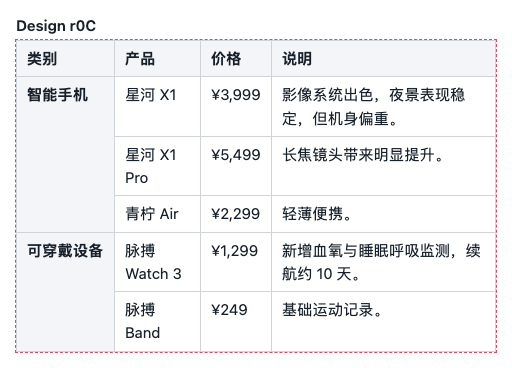 Design r0C
类别 产品 价格 说明
智能手机 星河 X1 ¥3,999 影像系统出色，夜景表现稳
定，但机身偏重。
星河 X1 ¥5,499 长焦镜头带来明显提升。
Pro
青柠 Air ¥2,299 轻薄便携。
可穿戴设备 脉搏 ¥1,299 新增血氧与睡眠呼吸监测，续
Watch 3 航约 10 天。
脉搏 ¥249 基础运动记录。
Band